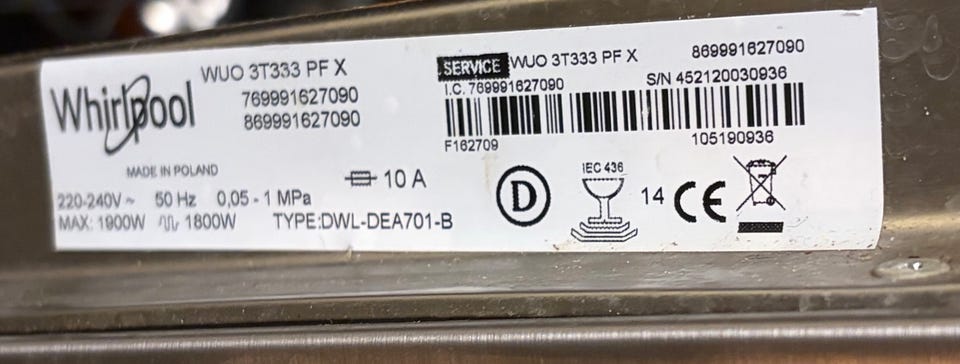 Whirlpool
WUO 3T333 PF X
769991627090
869991627090
MADE IN POLAND
220-240V ~ 50 Hz 0,05 - 1 MPa
MAX: 1900W 1800W TYPE:DWL-DEA701-B
10 A
SERVICE WUO 3T333 PF X 869991627090
I.C. 769991627090 S/N 452120030936
F162709 105190936
D
IEC 436
14 CE